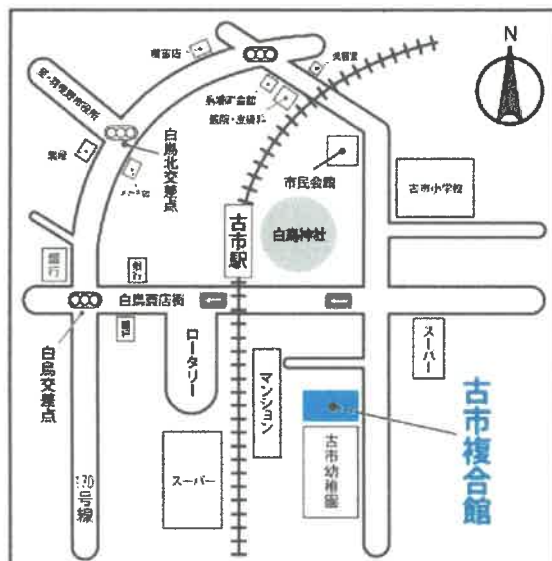 N
至・羽曳野市役所
白鳥北交差点
市民会館
古市小学校
古市駅
白鳥神社
銀行
銀行
白鳥商店街
白鳥交差点
ロータリー
マンション
スーパー
古市複合館
古市幼稚園
スーパー
170号線